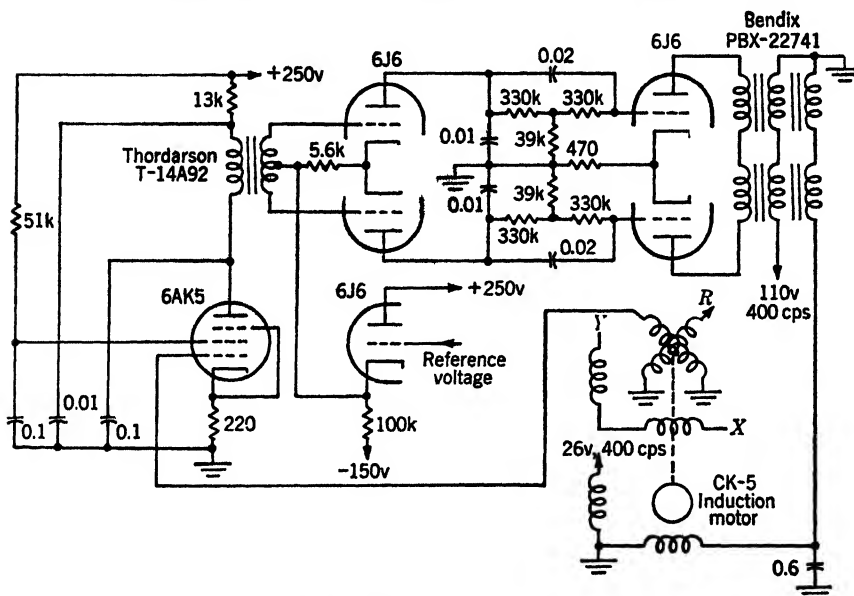 Bendix
PBX-22741
6J6
0.02
6J6
+250v
13k
330k
330k
Thordarson
T-14A92
5.6k
0.01
39k
470
39k
0.01
51k
330k
330k
0.02
6AK5
6J6
+250v
110v
400 cps
R
Reference
voltage
Y
220
100k
X
0.1
0.01
0.1
-150v
26v, 400 cps
CK-5
Induction
motor
0.6